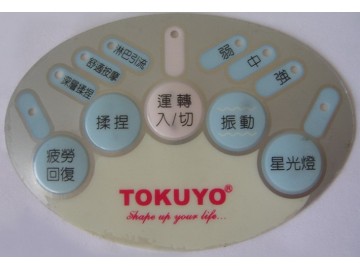 淋巴引流
舒適按摩
深層揉捏
弱
中
強
揉捏
運轉
入/切
振動
疲勞
回復
星光燈
TOKUYO®
Shape up your life...